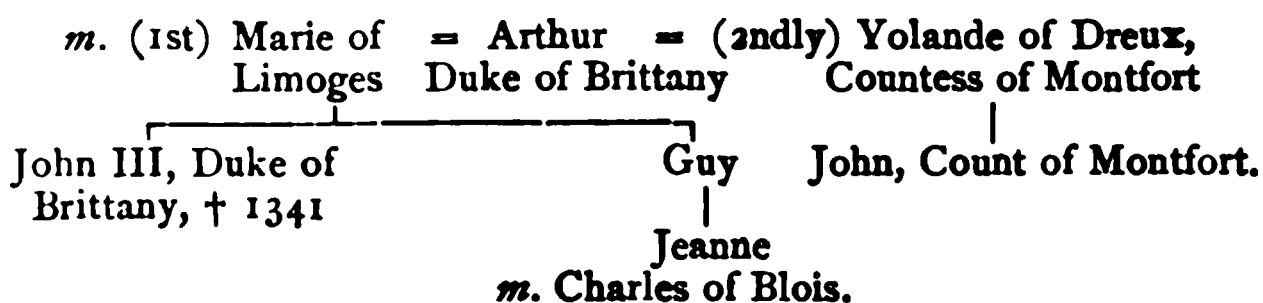 m. (1st) Marie of = Arthur = (2ndly) Yolande of Dreux,
Limoges Duke of Brittany Countess of Montfort
John III, Duke of Guy John, Count of Montfort.
Brittany, † 1341
Jeanne
m. Charles of Blois.